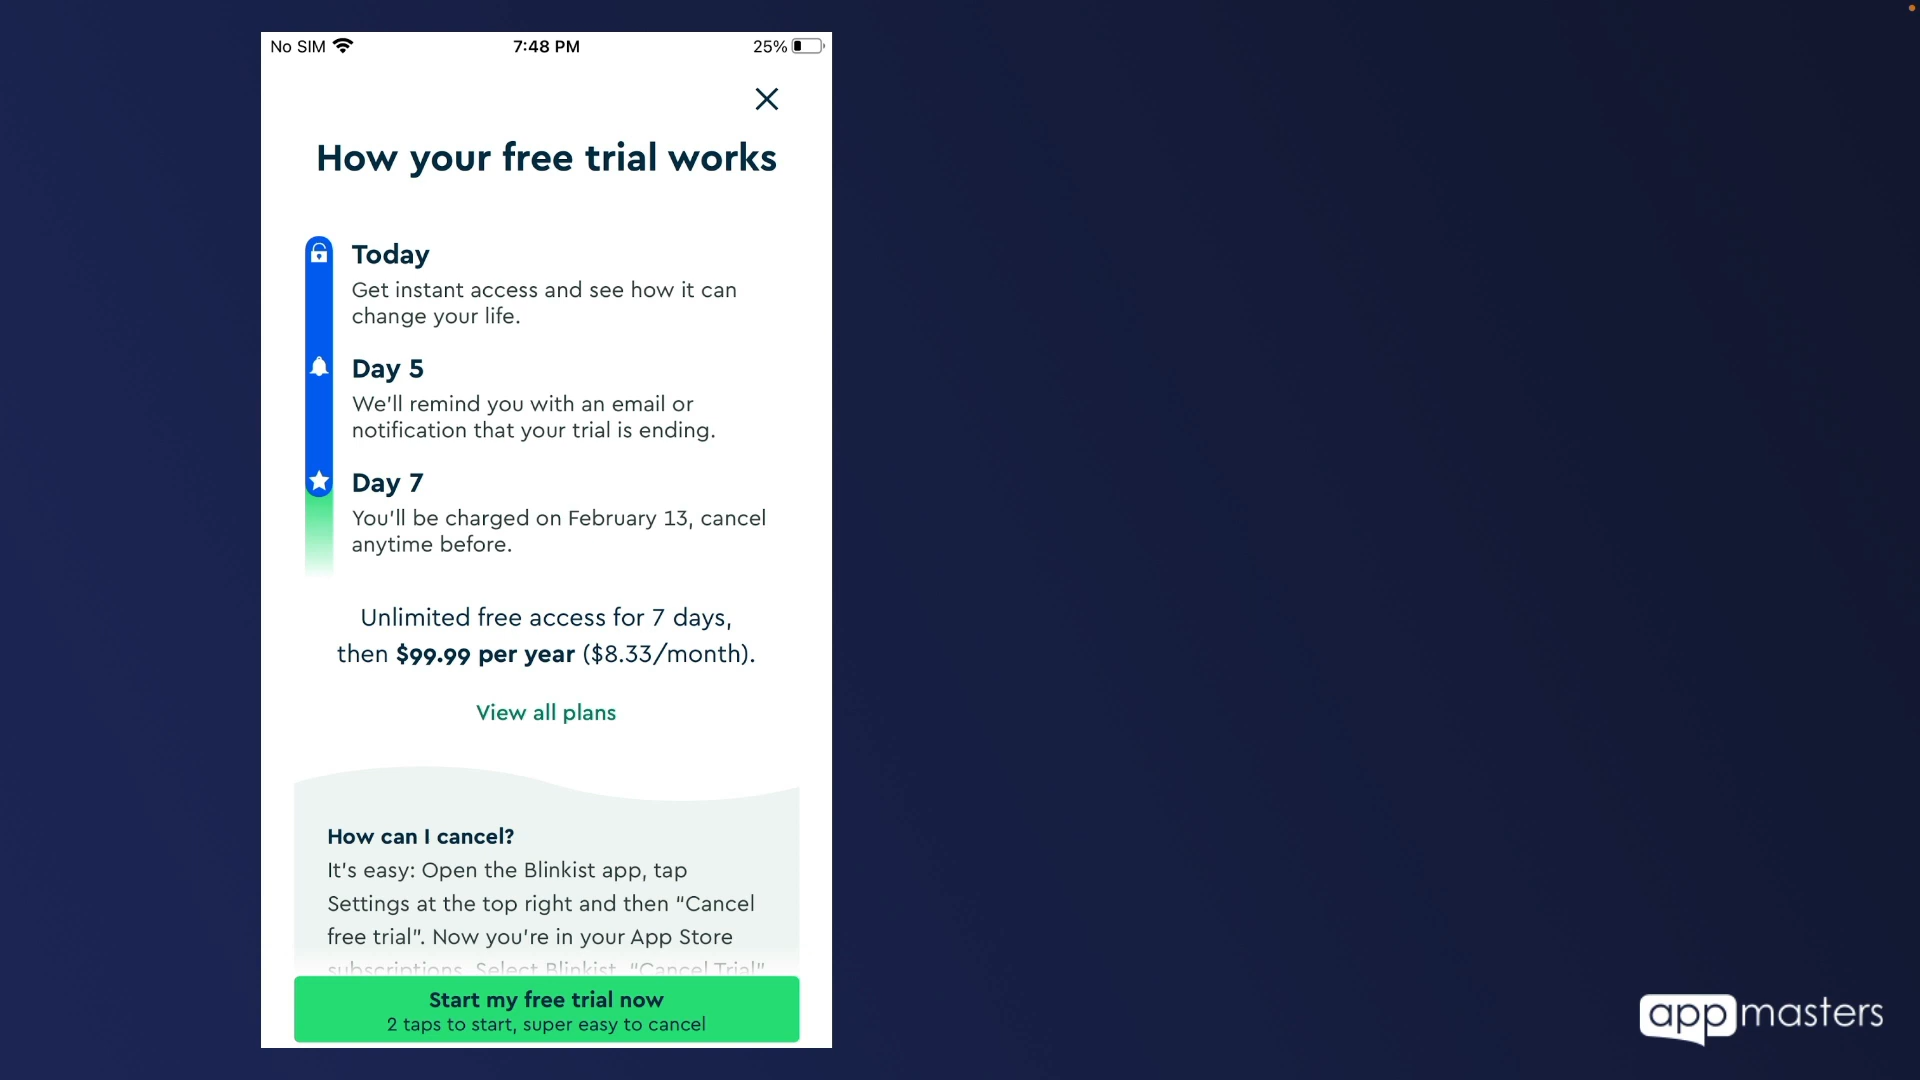 No SIM 7:48 PM 25%
How your free trial works
Today
Get instant access and see how it can
change your life.
Day 5
We'll remind you with an email or
notification that your trial is ending.
Day 7
You'll be charged on February 13, cancel
anytime before.
Unlimited free access for 7 days,
then $99.99 per year ($8.33/month).
View all plans
How can I cancel?
It's easy: Open the Blinkist app, tap
Settings at the top right and then “Cancel
free trial”. Now you're in your App Store
subscriptions. Select Blinkist, “Cancel Trial”
Start my free trial now
2 taps to start, super easy to cancel
appmasters